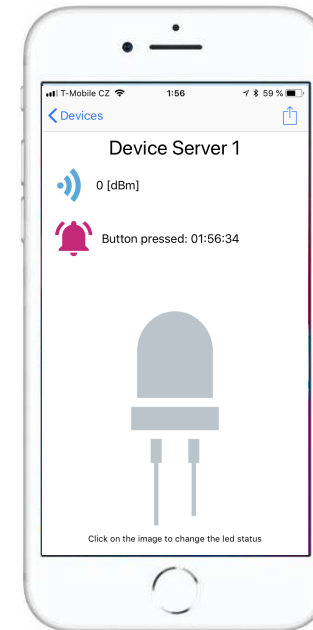 T-Mobile CZ 1:56 59 %
Devices
Device Server 1
0 [dBm]
Button pressed: 01:56:34
Click on the image to change the led status